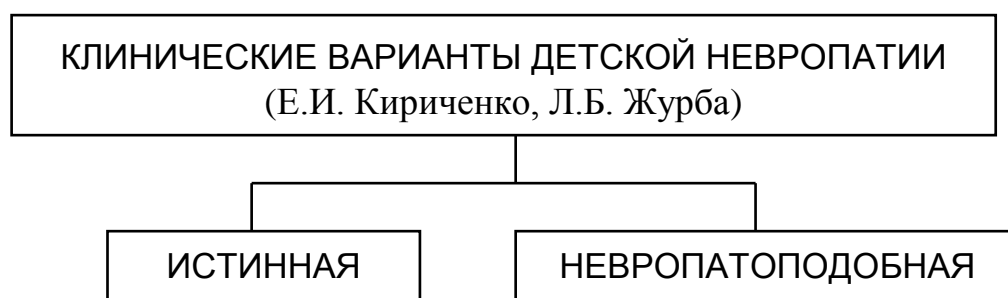 КЛИНИЧЕСКИЕ ВАРИАНТЫ ДЕТСКОЙ НЕВРОПАТИИ
(Е.И. Кириченко, Л.Б. Журба)
ИСТИННАЯ
НЕВРОПАТОПОДОБНАЯ